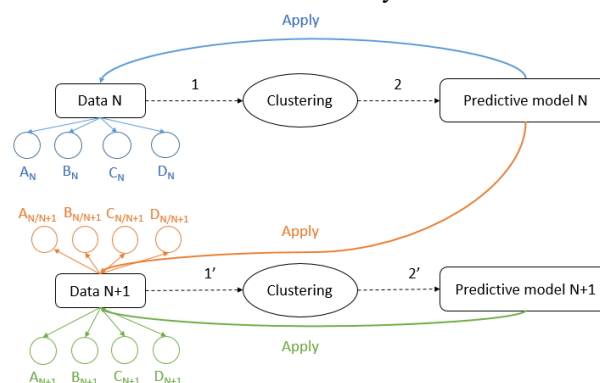 Apply
1
2
Data N
Clustering
Predictive model N
A_N
B_N
C_N
D_N
A_N/N+1
B_N/N+1
C_N/N+1
D_N/N+1
Apply
1'
2'
Data N+1
Clustering
Predictive model N+1
Apply
A_N+1
B_N+1
C_N+1
D_N+1